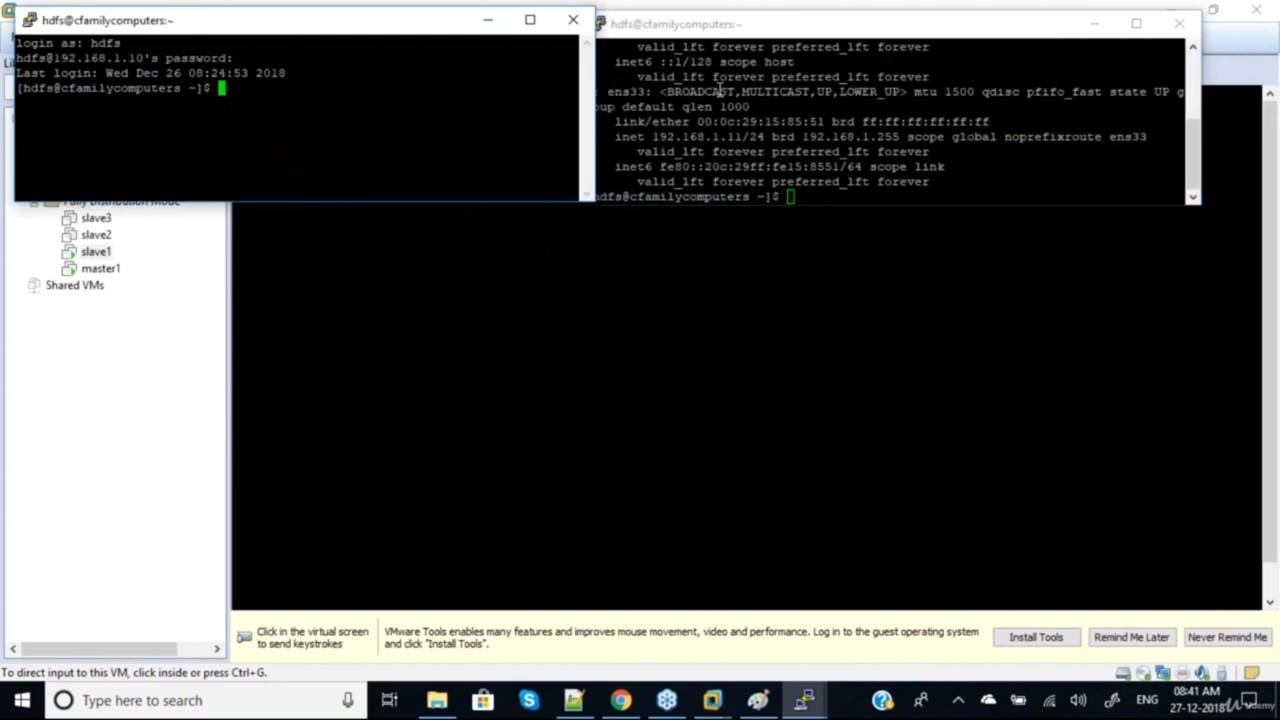 hdfs@cfamilycomputers:~
login as: hdfs
hdfs@192.168.1.10's password:
Last login: Wed Dec 26 08:24:53 2018
[hdfs@cfamilycomputers ~]$
hdfs@cfamilycomputers:~
valid_lft forever preferred_lft forever
inet6 ::1/128 scope host
valid_lft forever preferred_lft forever
: ens33: <BROADCAST,MULTICAST,UP,LOWER_UP> mtu 1500 qdisc pfifo_fast state UP g
oup default qlen 1000
link/ether 00:0c:29:15:85:51 brd ff:ff:ff:ff:ff:ff
inet 192.168.1.11/24 brd 192.168.1.255 scope global noprefixroute ens33
valid_lft forever preferred_lft forever
inet6 fe80::20c:29ff:fe15:8551/64 scope link
valid_lft forever preferred_lft forever
hdfs@cfamilycomputers ~]$
Li
Fully Distribution Mode
slave3
slave2
slave1
master1
Shared VMs
Click in the virtual screen
to send keystrokes
VMware Tools enables many features and improves mouse movement, video and performance. Log in to the guest operating system
and click "Install Tools".
Install Tools
Remind Me Later
Never Remind Me
To direct input to this VM, click inside or press Ctrl+G.
Type here to search
ENG
08:41 AM
27-12-2018
Udemy